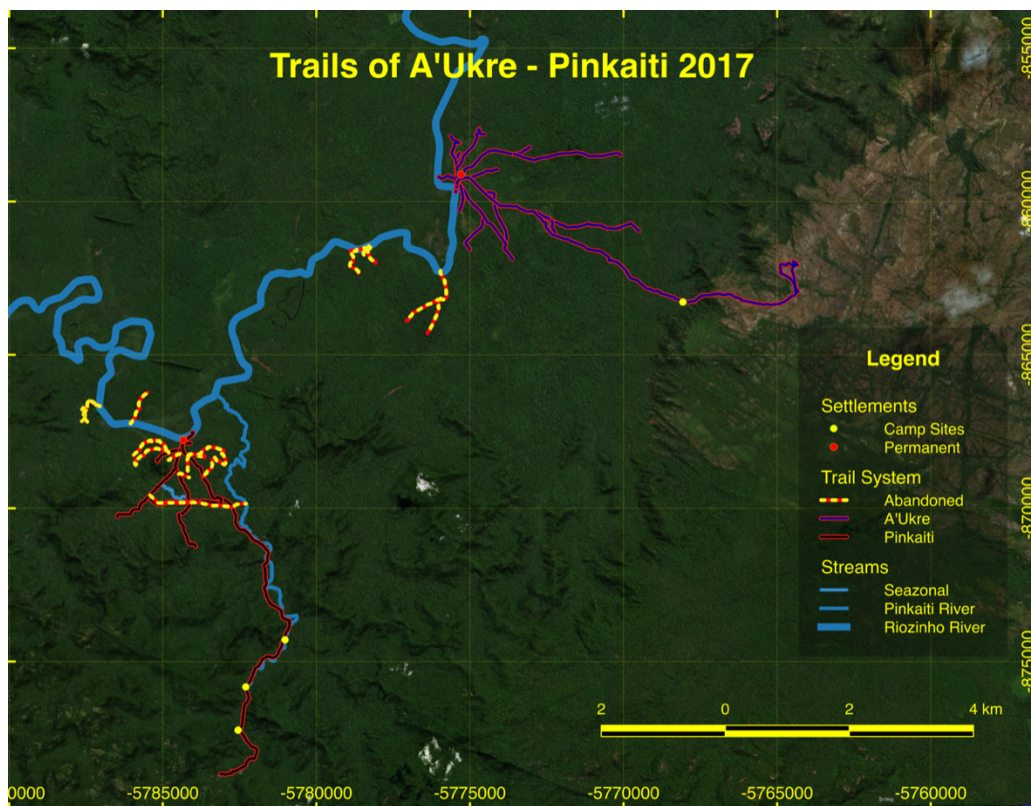 Trails of A'Ukre - Pinkaiti 2017
-855000
-860000
-865000
-870000
-875000
Legend
Settlements
Camp Sites
Permanent
Trail System
Abandoned
A'Ukre
Pinkaiti
Streams
Seazonal
Pinkaiti River
Riozinho River
2 0 2 4 km
0000 -5785000 -5780000 -5775000 -5770000 -5765000 -5760000